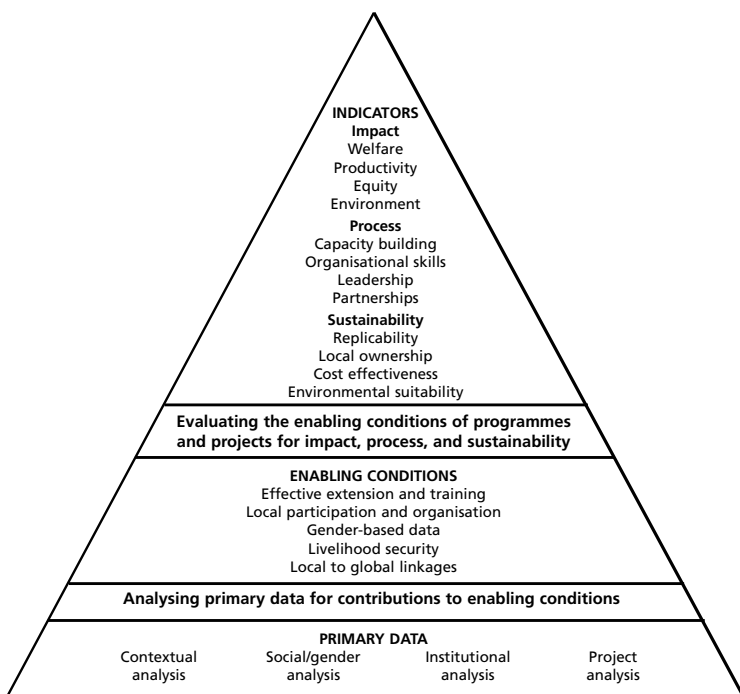 INDICATORS
Impact
Welfare
Productivity
Equity
Environment
Process
Capacity building
Organisational skills
Leadership
Partnerships
Sustainability
Replicability
Local ownership
Cost effectiveness
Environmental suitability
Evaluating the enabling conditions of programmes
and projects for impact, process, and sustainability
ENABLING CONDITIONS
Effective extension and training
Local participation and organisation
Gender-based data
Livelihood security
Local to global linkages
Analysing primary data for contributions to enabling conditions
PRIMARY DATA
Contextual analysis
Social/gender analysis
Institutional analysis
Project analysis